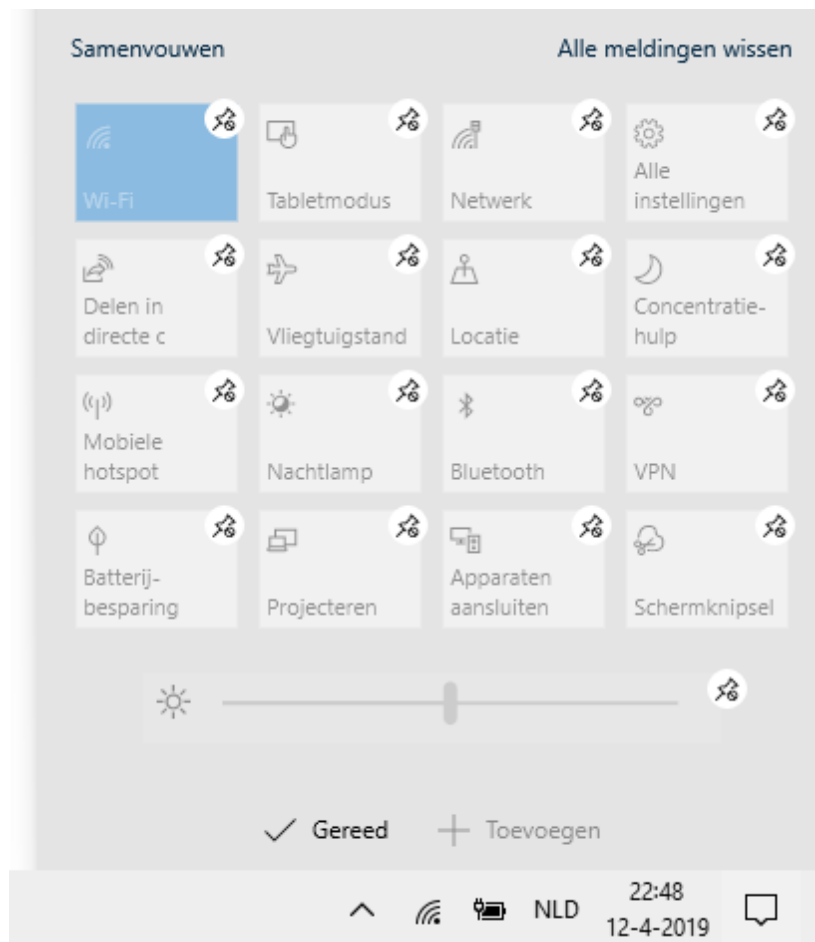 Samenvouwen Alle meldingen wissen
Wi-Fi Tabletmodus Netwerk Alle
instellingen
Delen in
directe c Vliegtuigstand Locatie Concentratie-
hulp
Mobiele
hotspot Nachtlamp Bluetooth VPN
Batterij-
besparing Projecteren Apparaten
aansluiten Schermknipsel
Gereed Toevoegen
NLD 22:48
12-4-2019